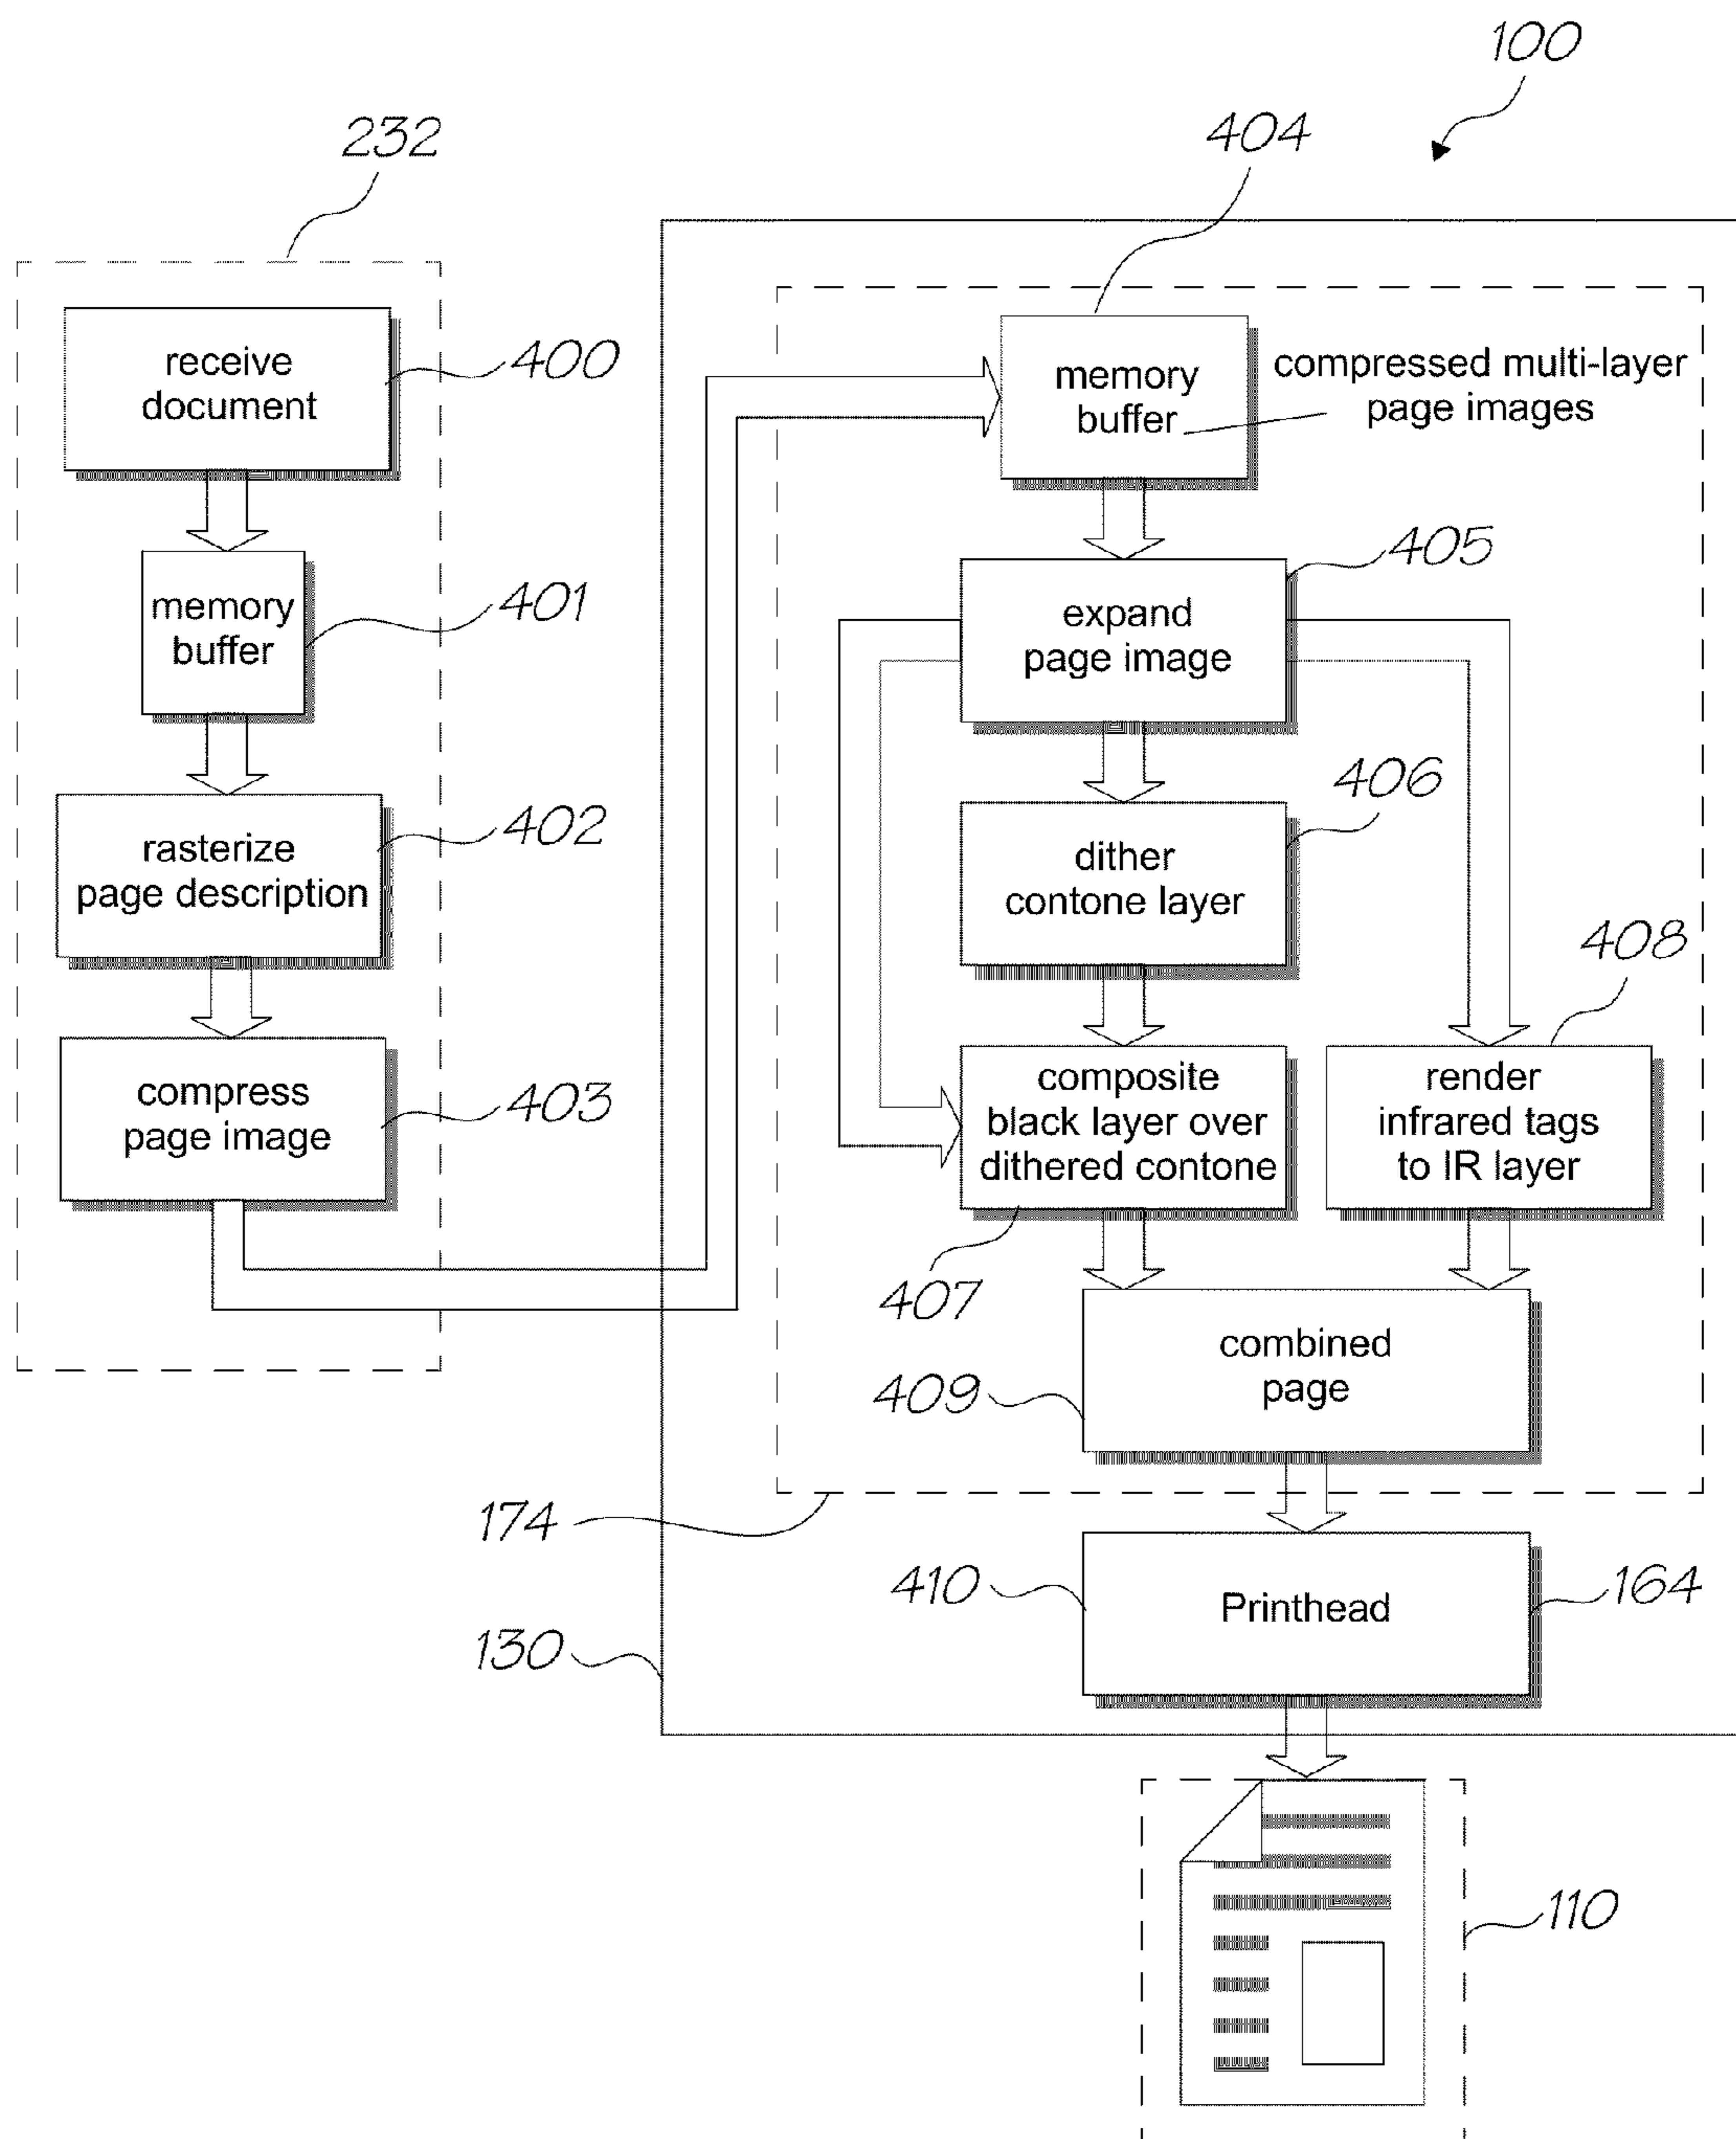 100
232
404
receive
document
400
memory
buffer
compressed multi-layer
page images
memory
buffer
401
expand
page image
405
rasterize
page description
402
dither
contone layer
406
408
compress
page image
403
composite
black layer over
dithered contone
render
infrared tags
to IR layer
407
combined
page
409
174
410
Printhead
164
130
110